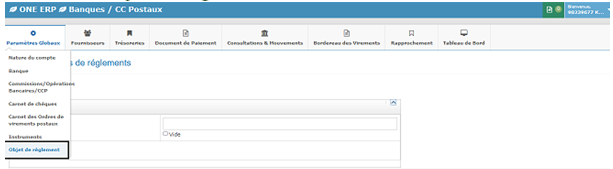 ONE ERP Banques / CC Postaux
Bienvenue
98239677 K...
Paramètres Globaux Fournisseurs Trésoreries Document de Paiement Consultations & Mouvements Bordereau des Virements Rapprochement Tableau de Bord
Nature du compte
s de réglements
Banque
Commissions/Opérations
Bancaires/CCP
Carnet de chèques
Carnet des Ordres de
virements postaux
Vide
Instruments
Objet de réglement